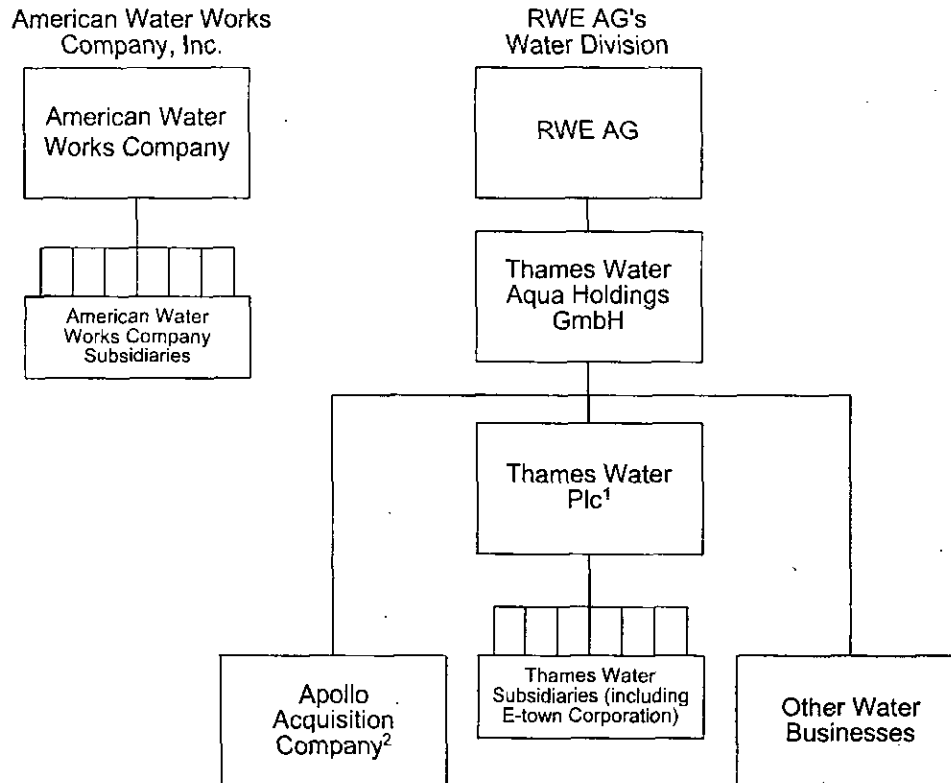 American Water Works
Company, Inc.
American Water
Works Company
American Water
Works Company
Subsidiaries
RWE AG's
Water Division
RWE AG
Thames Water
Aqua Holdings
GmbH
Thames Water
Plc¹
Apollo
Acquisition
Company²
Thames Water
Subsidiaries (including
E-town Corporation)
Other Water
Businesses